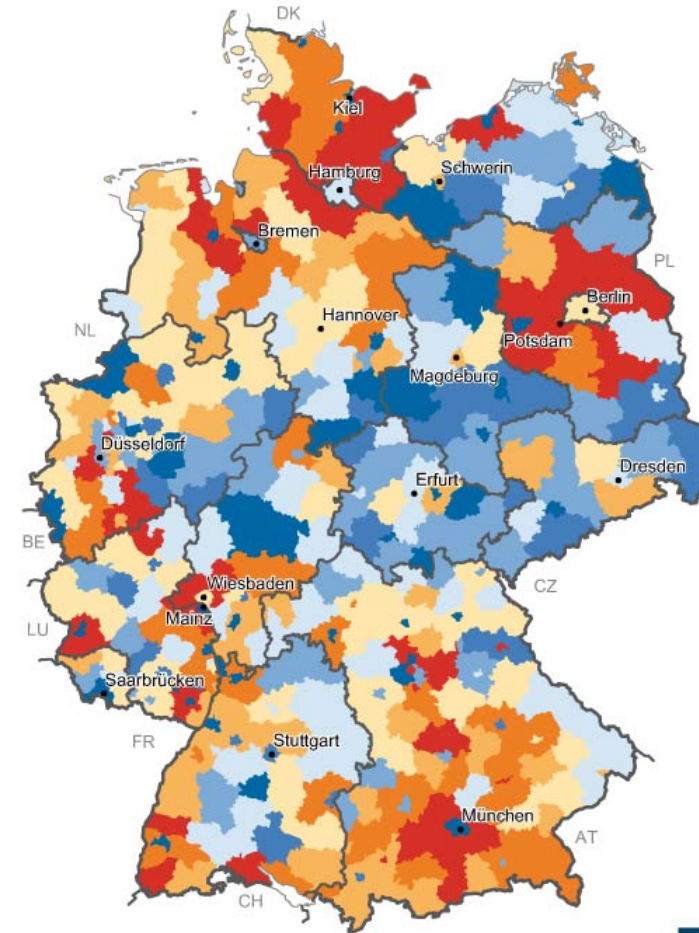 DK
Kiel
Hamburg
Schwerin
Bremen
PL
Berlin
NL
Hannover
Potsdam
Magdeburg
Düsseldorf
Dresden
Erfurt
BE
CZ
Wiesbaden
Mainz
LU
Saarbrücken
FR
Stuttgart
München
AT
CH